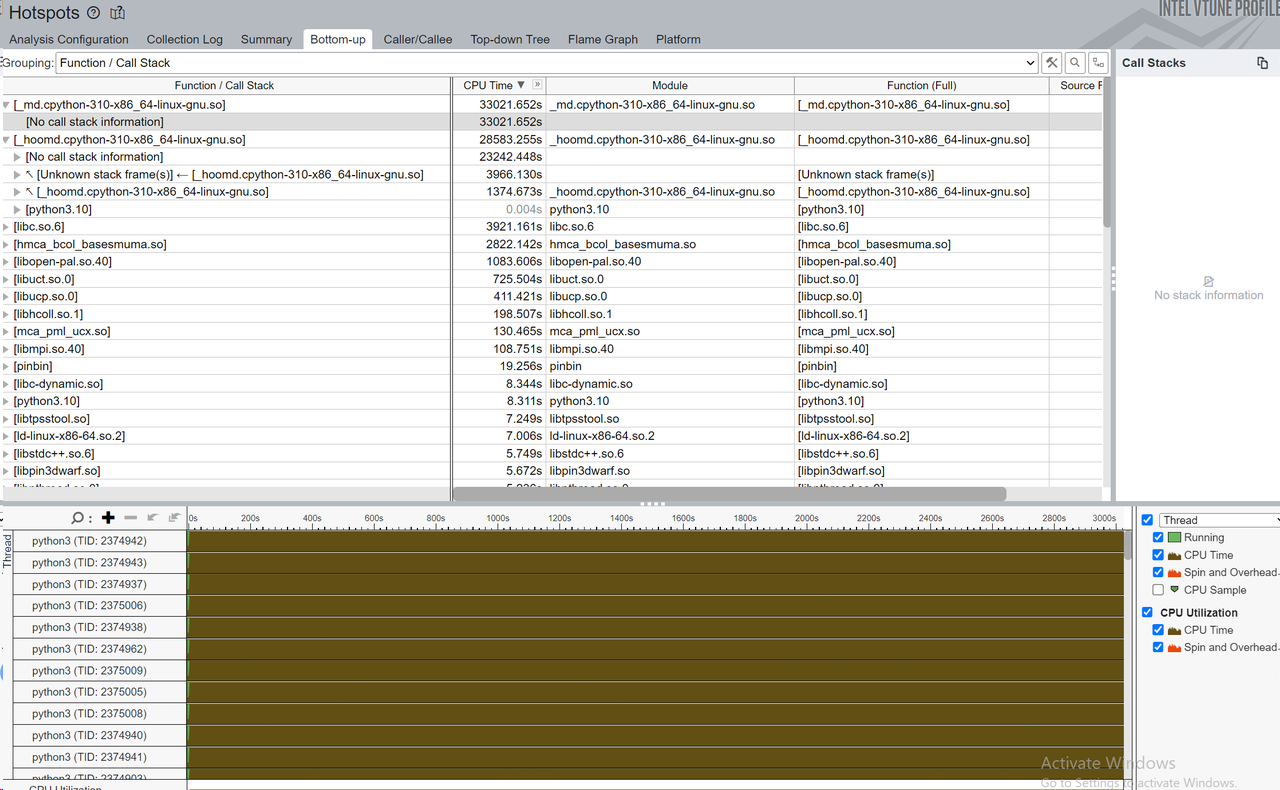 Hotspots
INTEL VTUNE PROFILE
Analysis Configuration Collection Log Summary Bottom-up Caller/Callee Top-down Tree Flame Graph Platform
Grouping: Function / Call Stack
Call Stacks
Function / Call Stack CPU Time Module Function (Full) Source F
[_md.cpython-310-x86_64-linux-gnu.so] 33021.652s _md.cpython-310-x86_64-linux-gnu.so [_md.cpython-310-x86_64-linux-gnu.so]
[No call stack information] 33021.652s
[_hoomd.cpython-310-x86_64-linux-gnu.so] 28583.255s _hoomd.cpython-310-x86_64-linux-gnu.so [_hoomd.cpython-310-x86_64-linux-gnu.so]
[No call stack information] 23242.448s
↖ [Unknown stack frame(s)] ← [_hoomd.cpython-310-x86_64-linux-gnu.so] 3966.130s [Unknown stack frame(s)]
↖ [_hoomd.cpython-310-x86_64-linux-gnu.so] 1374.673s _hoomd.cpython-310-x86_64-linux-gnu.so [_hoomd.cpython-310-x86_64-linux-gnu.so]
[python3.10] 0.004s python3.10 [python3.10]
[libc.so.6] 3921.161s libc.so.6 [libc.so.6]
[hmca_bcol_basesmuma.so] 2822.142s hmca_bcol_basesmuma.so [hmca_bcol_basesmuma.so]
[libopen-pal.so.40] 1083.606s libopen-pal.so.40 [libopen-pal.so.40]
[libuct.so.0] 725.504s libuct.so.0 [libuct.so.0]
[libucp.so.0] 411.421s libucp.so.0 [libucp.so.0]
[libhcoll.so.1] 198.507s libhcoll.so.1 [libhcoll.so.1]
[mca_pml_ucx.so] 130.465s mca_pml_ucx.so [mca_pml_ucx.so]
[libmpi.so.40] 108.751s libmpi.so.40 [libmpi.so.40]
[pinbin] 19.256s pinbin [pinbin]
[libc-dynamic.so] 8.344s libc-dynamic.so [libc-dynamic.so]
[python3.10] 8.311s python3.10 [python3.10]
[libtpsstool.so] 7.249s libtpsstool.so [libtpsstool.so]
[ld-linux-x86-64.so.2] 7.006s ld-linux-x86-64.so.2 [ld-linux-x86-64.so.2]
[libstdc++.so.6] 5.749s libstdc++.so.6 [libstdc++.so.6]
[libpin3dwarf.so] 5.672s libpin3dwarf.so [libpin3dwarf.so]
No stack information
0s 200s 400s 600s 800s 1000s 1200s 1400s 1600s 1800s 2000s 2200s 2400s 2600s 2800s 3000s
Thread
python3 (TID: 2374942)
python3 (TID: 2374943)
python3 (TID: 2374937)
python3 (TID: 2375006)
python3 (TID: 2374938)
python3 (TID: 2374962)
python3 (TID: 2375009)
python3 (TID: 2375005)
python3 (TID: 2375008)
python3 (TID: 2374940)
python3 (TID: 2374941)
python3 (TID: 2374903)
CPU Utilization
Thread
Running
CPU Time
Spin and Overhead
CPU Sample
CPU Utilization
CPU Time
Spin and Overhead
Activate Windows
Go to Settings to activate Windows.